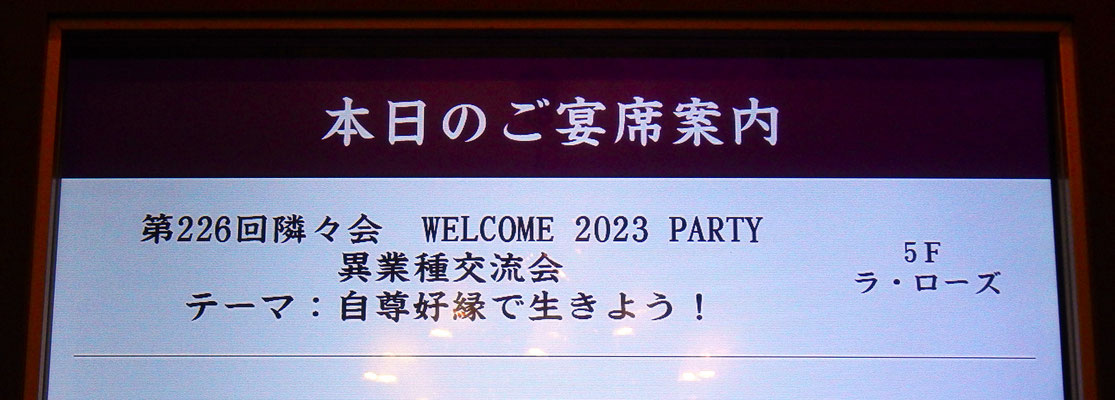 本日のご宴席案内
第226回隣々会　WELCOME 2023 PARTY
異業種交流会
テーマ：自尊好縁で生きよう！
5F
ラ・ローズ